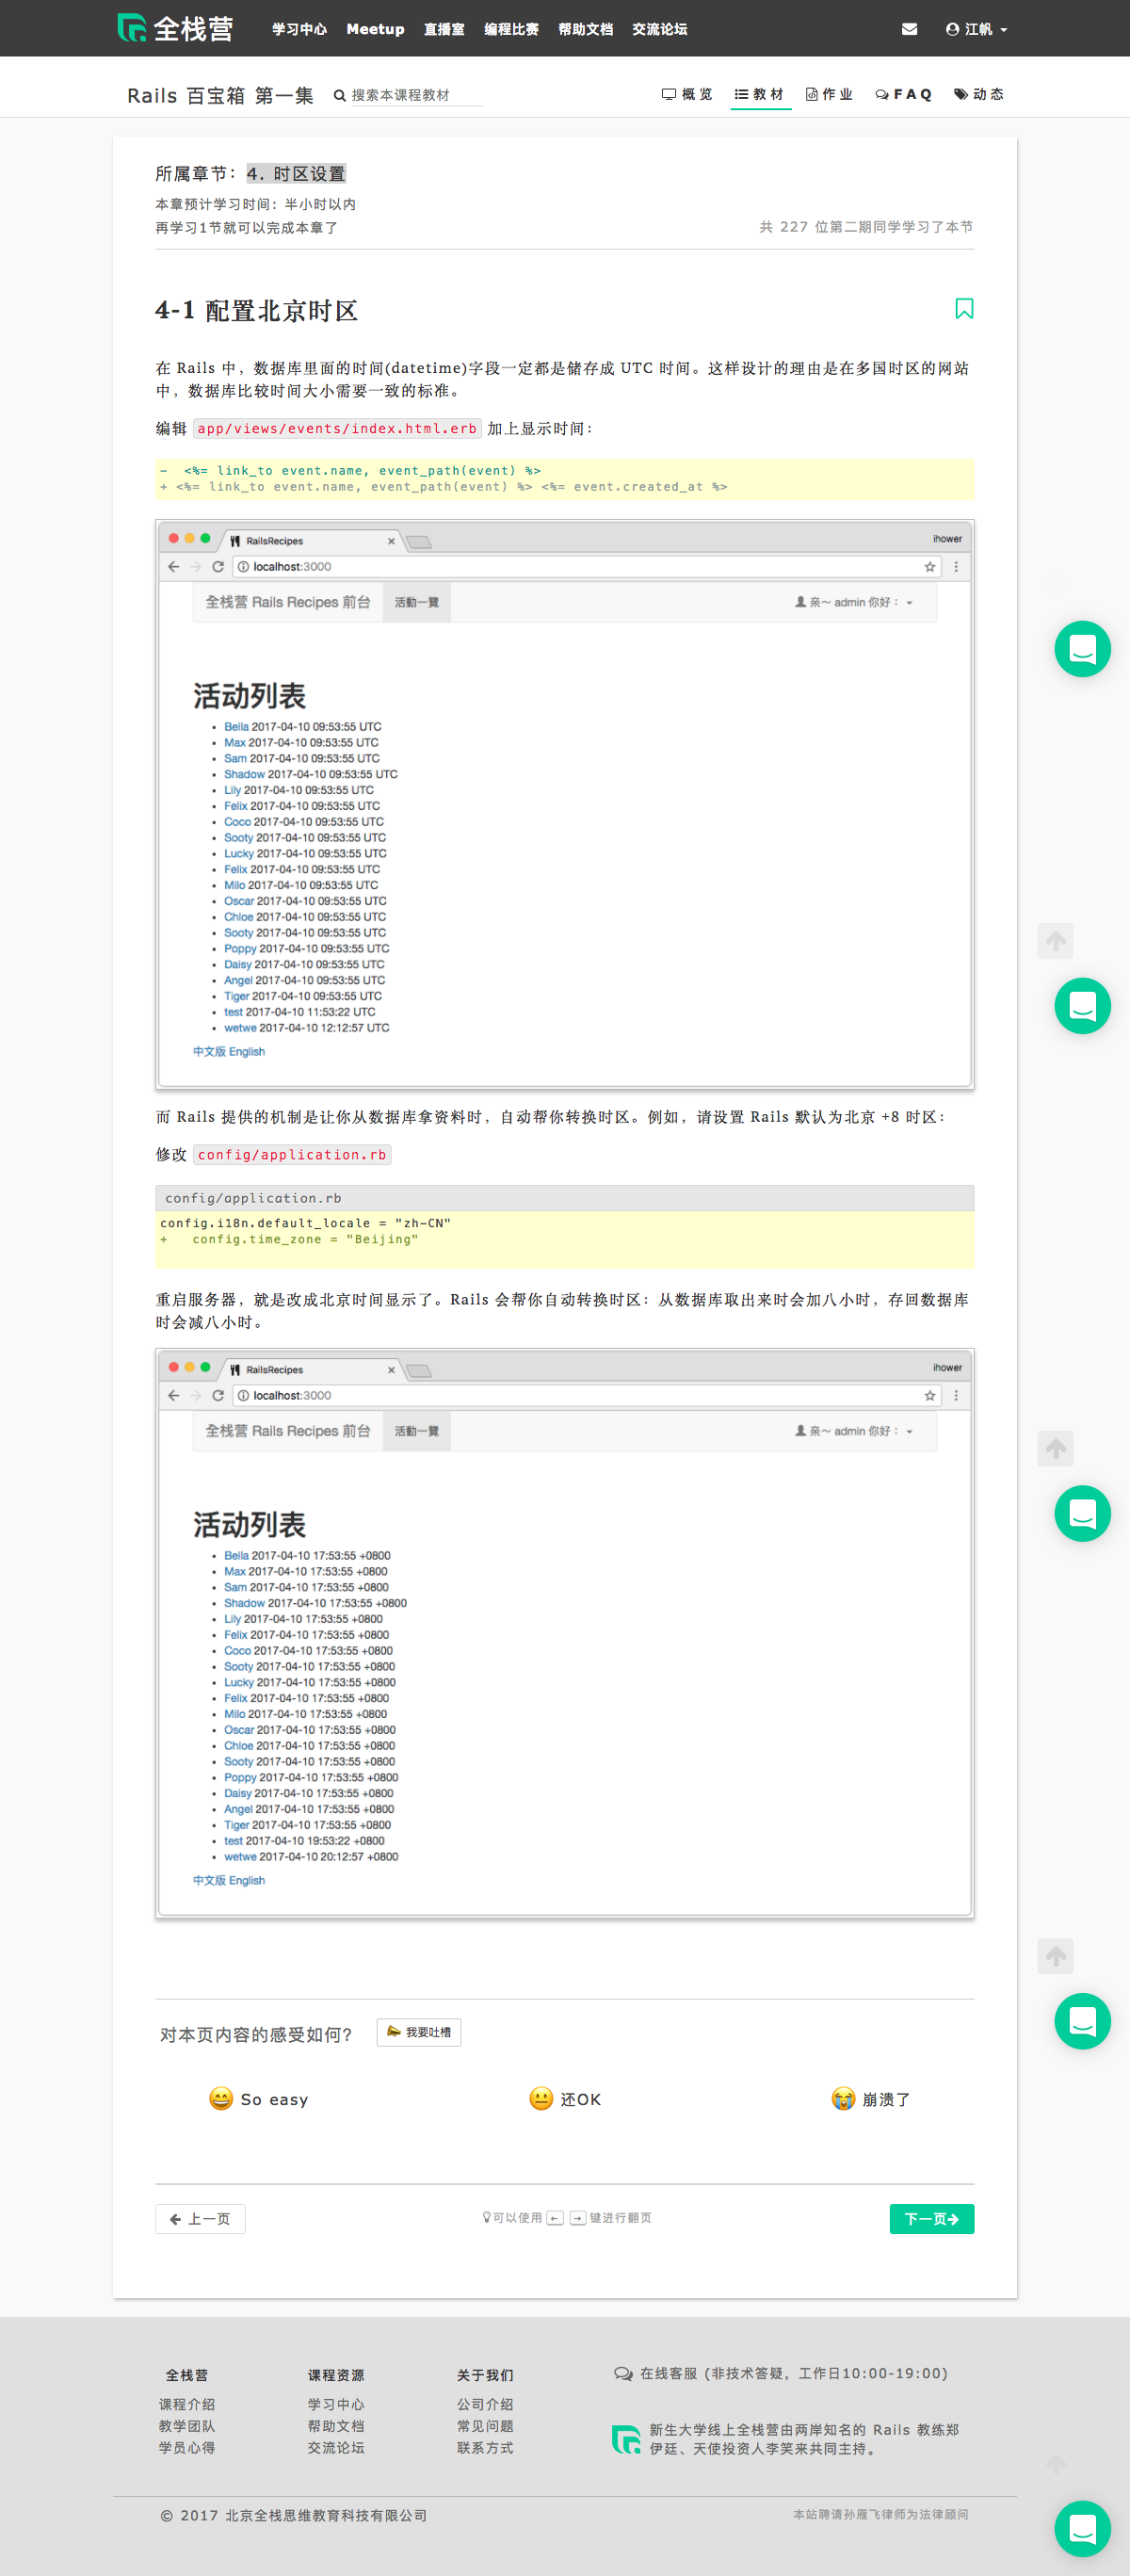 全栈营 学习中心 Meetup 直播室 编程比赛 帮助文档 交流论坛 江帆
Rails 百宝箱 第一集 搜索本课程教材 概览 教材 作业 FAQ 动态
所属章节：4. 时区设置
本章预计学习时间：半小时以内
再学习1节就可以完成本章了 共 227 位第二期同学学习了本节
4-1 配置北京时区
在 Rails 中，数据库里面的时间(datetime)字段一定都是储存成 UTC 时间。这样设计的理由是在多国时区的网站
中，数据库比较时间大小需要一致的标准。
编辑 app/views/events/index.html.erb 加上显示时间：
-  <%= link_to event.name, event_path(event) %>
+ <%= link_to event.name, event_path(event) %> <%= event.created_at %>
RailsRecipes ihower
localhost:3000
全栈营 Rails Recipes 前台 活動一覽 亲～ admin 你好：
活动列表
Bella 2017-04-10 09:53:55 UTC
Max 2017-04-10 09:53:55 UTC
Sam 2017-04-10 09:53:55 UTC
Shadow 2017-04-10 09:53:55 UTC
Lily 2017-04-10 09:53:55 UTC
Felix 2017-04-10 09:53:55 UTC
Coco 2017-04-10 09:53:55 UTC
Sooty 2017-04-10 09:53:55 UTC
Lucky 2017-04-10 09:53:55 UTC
Felix 2017-04-10 09:53:55 UTC
Milo 2017-04-10 09:53:55 UTC
Oscar 2017-04-10 09:53:55 UTC
Chloe 2017-04-10 09:53:55 UTC
Sooty 2017-04-10 09:53:55 UTC
Poppy 2017-04-10 09:53:55 UTC
Daisy 2017-04-10 09:53:55 UTC
Angel 2017-04-10 09:53:55 UTC
Tiger 2017-04-10 09:53:55 UTC
test 2017-04-10 11:53:22 UTC
wetwe 2017-04-10 12:12:57 UTC
中文版 English
而 Rails 提供的机制是让你从数据库拿资料时，自动帮你转换时区。例如，请设置 Rails 默认为北京 +8 时区：
修改 config/application.rb
config/application.rb
config.i18n.default_locale = "zh-CN"
+   config.time_zone = "Beijing"
重启服务器，就是改成北京时间显示了。Rails 会帮你自动转换时区：从数据库取出来时会加八小时，存回数据库
时会减八小时。
RailsRecipes ihower
localhost:3000
全栈营 Rails Recipes 前台 活動一覽 亲～ admin 你好：
活动列表
Bella 2017-04-10 17:53:55 +0800
Max 2017-04-10 17:53:55 +0800
Sam 2017-04-10 17:53:55 +0800
Shadow 2017-04-10 17:53:55 +0800
Lily 2017-04-10 17:53:55 +0800
Felix 2017-04-10 17:53:55 +0800
Coco 2017-04-10 17:53:55 +0800
Sooty 2017-04-10 17:53:55 +0800
Lucky 2017-04-10 17:53:55 +0800
Felix 2017-04-10 17:53:55 +0800
Milo 2017-04-10 17:53:55 +0800
Oscar 2017-04-10 17:53:55 +0800
Chloe 2017-04-10 17:53:55 +0800
Sooty 2017-04-10 17:53:55 +0800
Poppy 2017-04-10 17:53:55 +0800
Daisy 2017-04-10 17:53:55 +0800
Angel 2017-04-10 17:53:55 +0800
Tiger 2017-04-10 17:53:55 +0800
test 2017-04-10 19:53:22 +0800
wetwe 2017-04-10 20:12:57 +0800
中文版 English
对本页内容的感受如何？ 我要吐槽
So easy 还OK 崩溃了
← 上一页 可以使用 ← → 键进行翻页 下一页→
全栈营 课程资源 关于我们 在线客服 (非技术答疑，工作日10:00-19:00)
课程介绍 学习中心 公司介绍
教学团队 帮助文档 常见问题 新生大学线上全栈营由两岸知名的 Rails 教练郑
学员心得 交流论坛 联系方式 伊廷、天使投资人李笑来共同主持。
© 2017 北京全栈思维教育科技有限公司 本站聘请孙雁飞律师为法律顾问